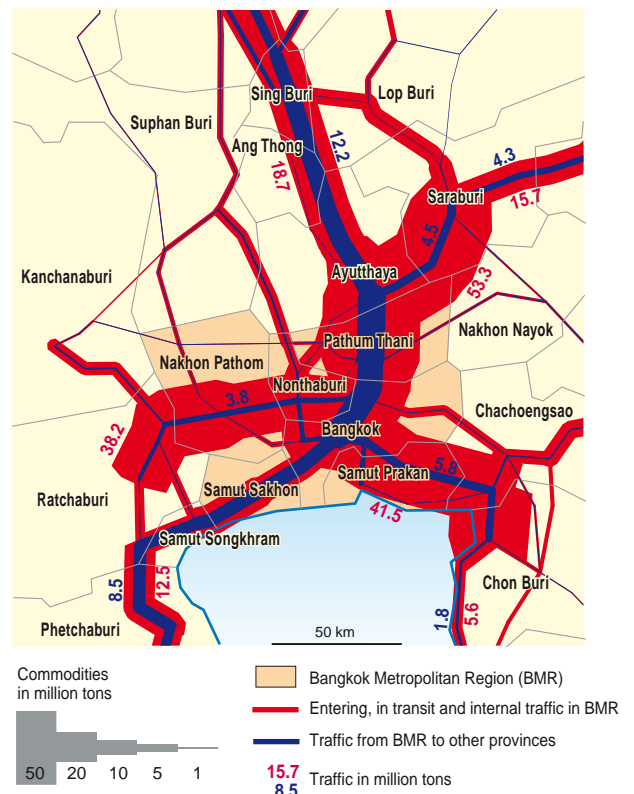 Sing Buri
Lop Buri
Suphan Buri
Ang Thong
12.2
18.7
4.3
Saraburi
15.7
4.5
Ayutthaya
Kanchanaburi
53.3
Pathum Thani
Nakhon Nayok
Nakhon Pathom
Nonthaburi
3.8
Chachoengsao
Bangkok
38.2
Samut Prakan
5.8
Ratchaburi
Samut Sakhon
41.5
Samut Songkhram
8.5
12.5
Chon Buri
1.8
5.6
Phetchaburi
50 km
Commodities
in million tons
50 20 10 5 1
Bangkok Metropolitan Region (BMR)
Entering, in transit and internal traffic in BMR
Traffic from BMR to other provinces
15.7
8.5
Traffic in million tons